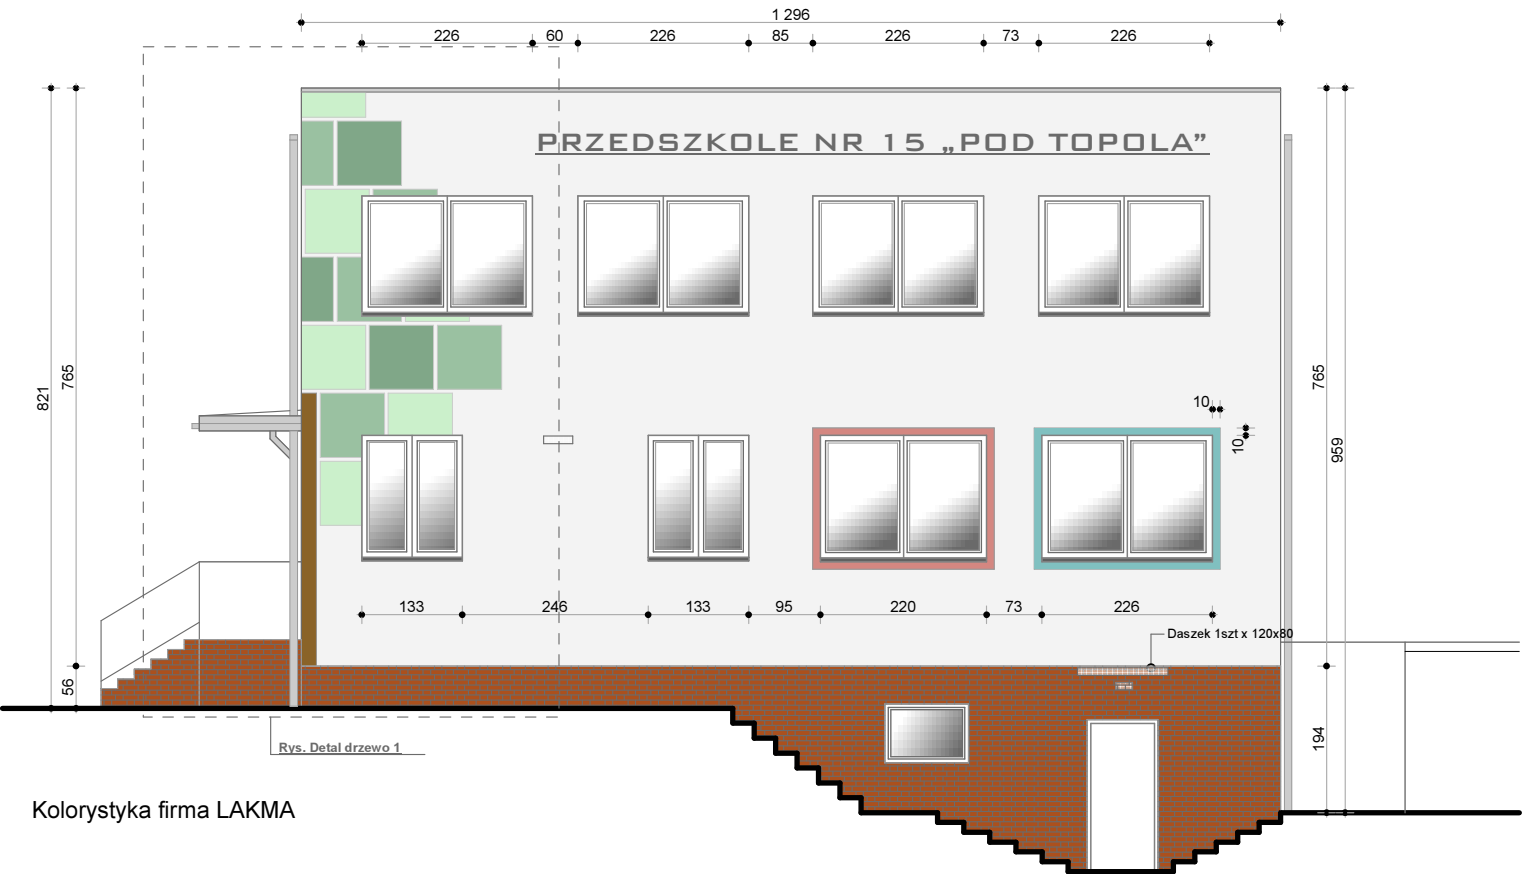 1 296
226 60 226 85 226 73 226
PRZEDSZKOLE NR 15 „POD TOPOLA”
821
765
56
765
959
194
10
10
133 246 133 95 220 73 226
Daszek 1szt x 120x80
Rys. Detal drzewo 1
Kolorystyka firma LAKMA